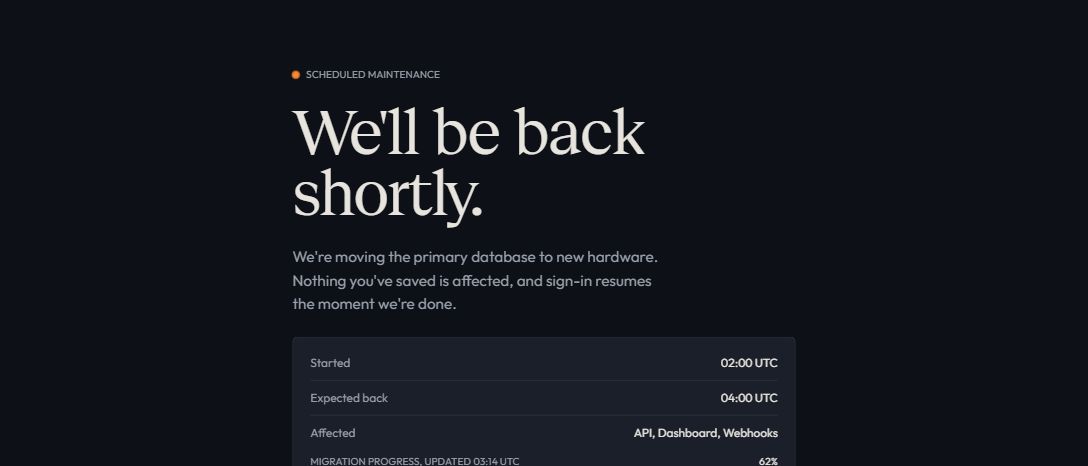 SCHEDULED MAINTENANCE
We'll be back
shortly.
We're moving the primary database to new hardware.
Nothing you've saved is affected, and sign-in resumes
the moment we're done.
Started 02:00 UTC
Expected back 04:00 UTC
Affected API, Dashboard, Webhooks
MIGRATION PROGRESS, UPDATED 03:14 UTC 62%